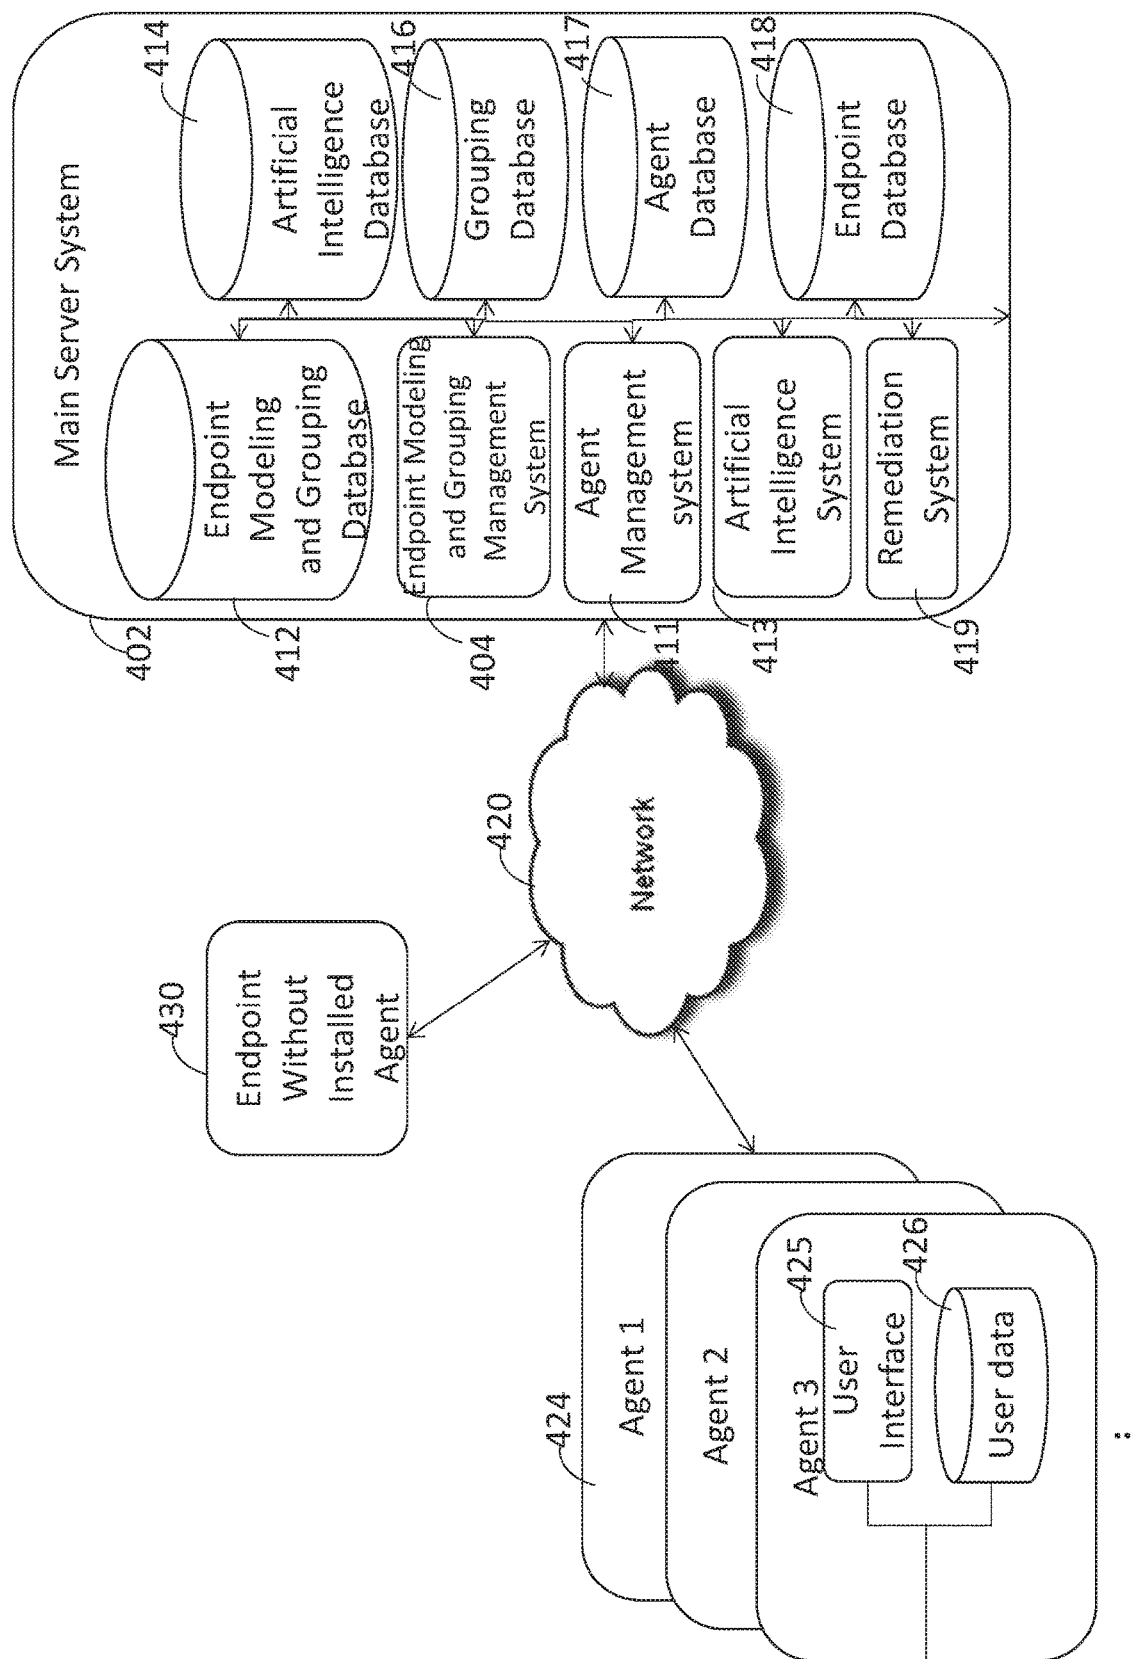 Main Server System
402
412
Endpoint
Modeling
and Grouping
Database
414
Artificial
Intelligence
Database
404
Endpoint Modeling
and Grouping
Management
System
416
Grouping
Database
411
Agent
Management
system
417
Agent
Database
413
Artificial
Intelligence
System
418
Endpoint
Database
419
Remediation
System
420
Network
430
Endpoint
Without
Installed
Agent
424
Agent 1
Agent 2
Agent 3
425
User
Interface
426
User data